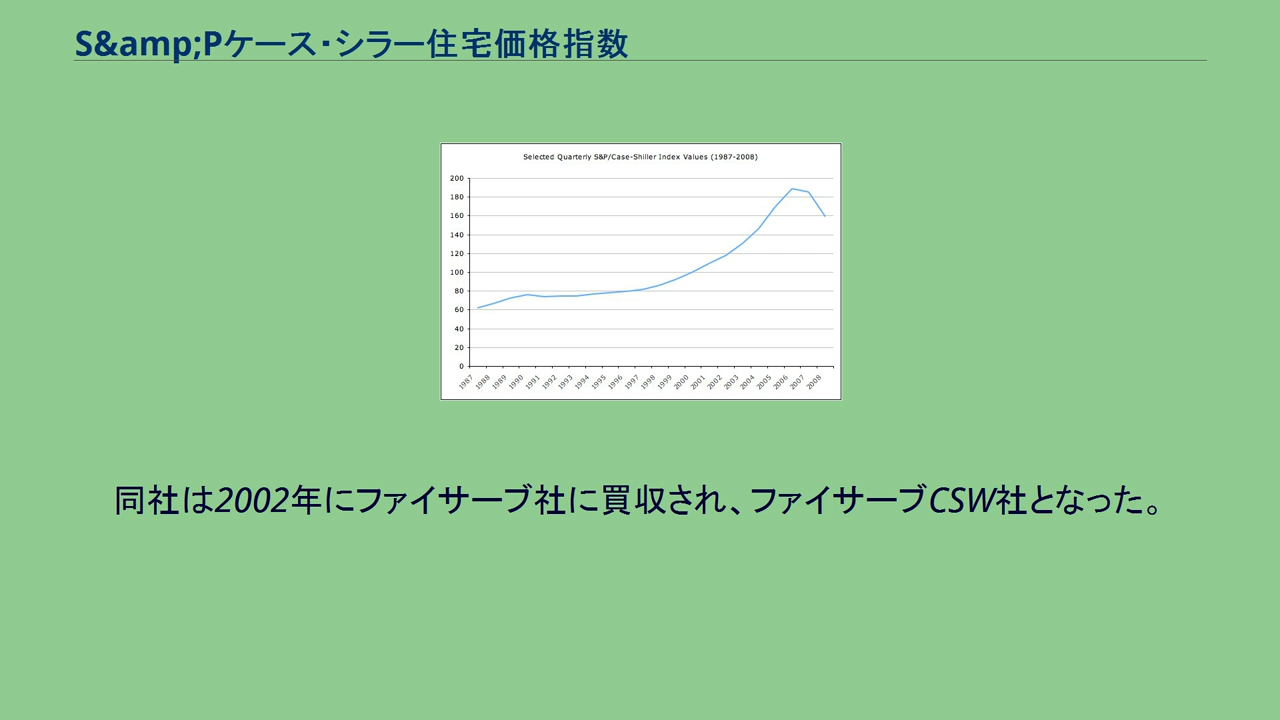 S&amp;Pケース・シラー住宅価格指数
Selected Quarterly S&P/Case-Shiller Index Values (1987-2008)
200
180
160
140
120
100
80
60
40
20
0
1987 1988 1989 1990 1991 1992 1993 1994 1995 1996 1997 1998 1999 2000 2001 2002 2003 2004 2005 2006 2007 2008
同社は2002年にファイサーブ社に買収され、ファイサーブCSW社となった。